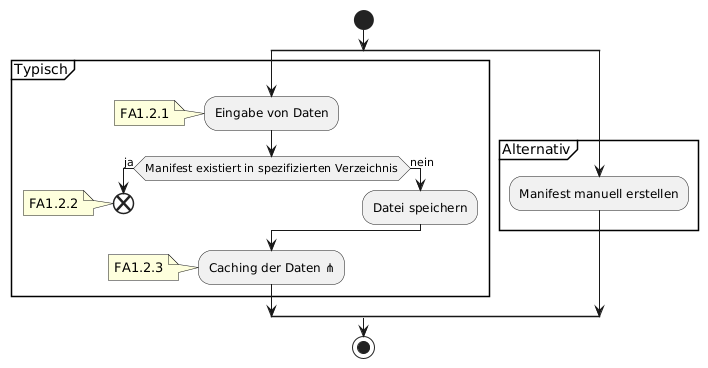 Typisch
FA1.2.1
Eingabe von Daten
ja
Manifest existiert in spezifizierten Verzeichnis
nein
FA1.2.2
Datei speichern
FA1.2.3
Caching der Daten ⋔
Alternativ
Manifest manuell erstellen